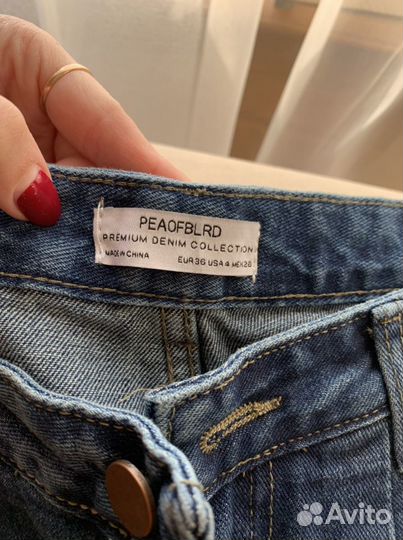 PEAOFBLRD
PREMIUM DENIM COLLECTION
MADE IN CHINA EUR36 USA 4 MEX26
Avito